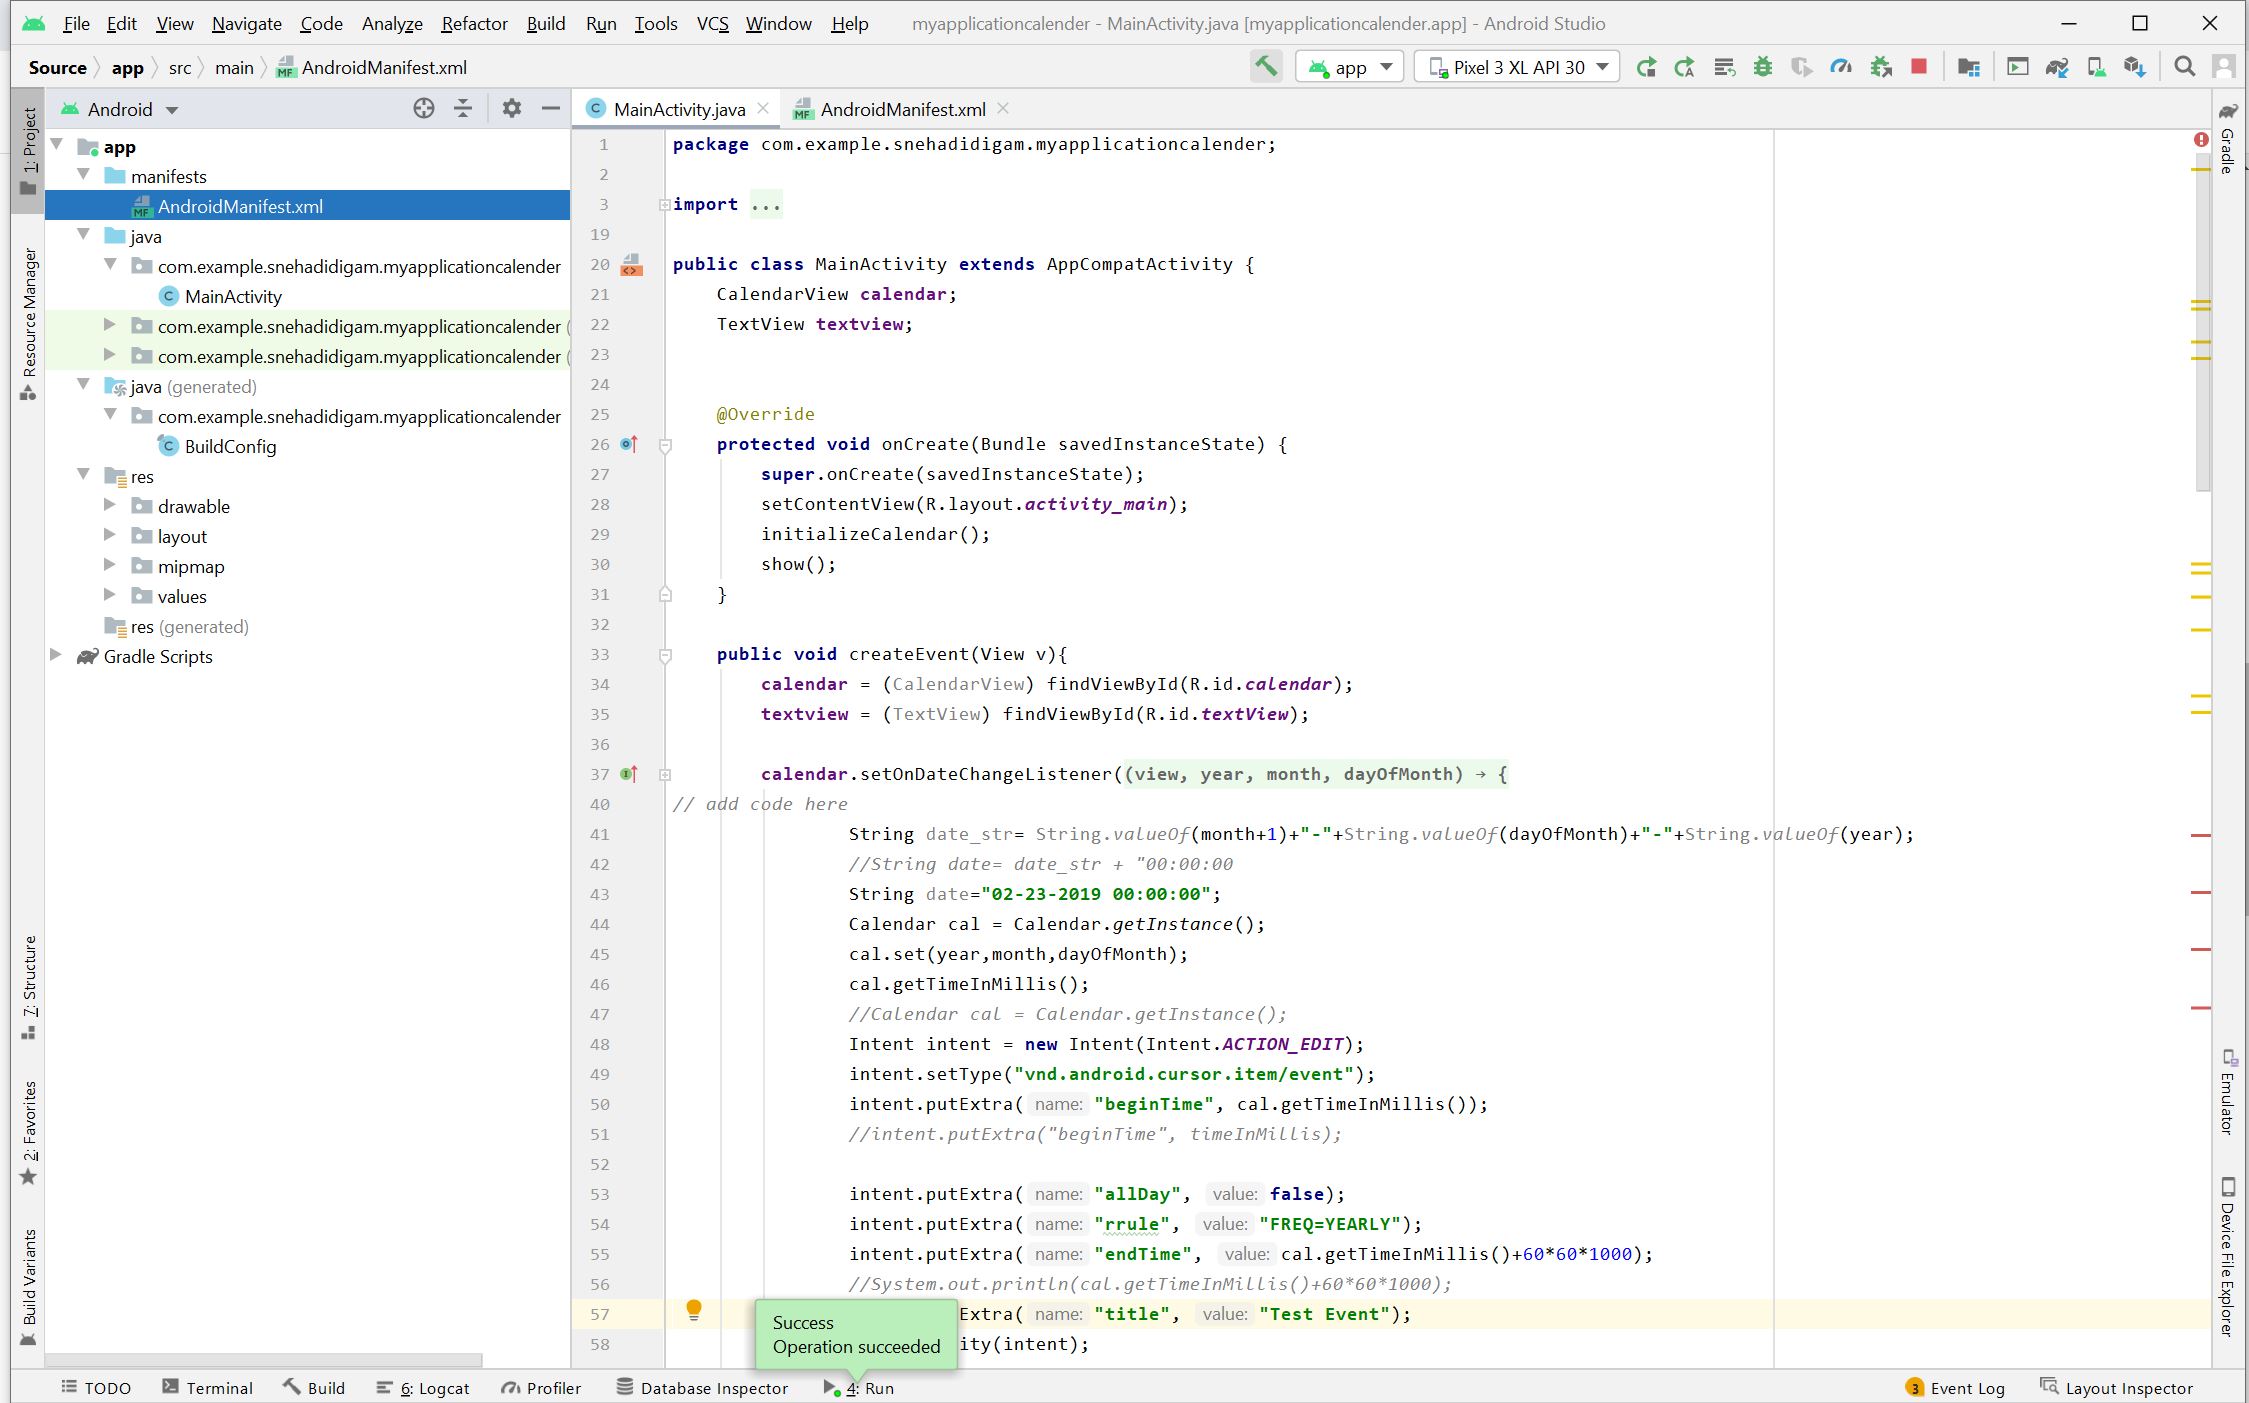 File Edit View Navigate Code Analyze Refactor Build Run Tools VCS Window Help myapplicationcalender - MainActivity.java [myapplicationcalender.app] - Android Studio
Source app src main AndroidManifest.xml app Pixel 3 XL API 30
Android
MainActivity.java AndroidManifest.xml
1: Project
Resource Manager
7: Structure
2: Favorites
Build Variants
app
manifests
AndroidManifest.xml
java
com.example.snehadidigam.myapplicationcalender
MainActivity
com.example.snehadidigam.myapplicationcalender (
com.example.snehadidigam.myapplicationcalender (
java (generated)
com.example.snehadidigam.myapplicationcalender
BuildConfig
res
drawable
layout
mipmap
values
res (generated)
Gradle Scripts
1 package com.example.snehadidigam.myapplicationcalender;
2
3 import ...
19
20 public class MainActivity extends AppCompatActivity {
21 CalendarView calendar;
22 TextView textview;
23
24
25 @Override
26 protected void onCreate(Bundle savedInstanceState) {
27 super.onCreate(savedInstanceState);
28 setContentView(R.layout.activity_main);
29 initializeCalendar();
30 show();
31 }
32
33 public void createEvent(View v){
34 calendar = (CalendarView) findViewById(R.id.calendar);
35 textview = (TextView) findViewById(R.id.textView);
36
37 calendar.setOnDateChangeListener((view, year, month, dayOfMonth) → {
40 // add code here
41 String date_str= String.valueOf(month+1)+"-"+String.valueOf(dayOfMonth)+"-"+String.valueOf(year);
42 //String date= date_str + "00:00:00
43 String date="02-23-2019 00:00:00";
44 Calendar cal = Calendar.getInstance();
45 cal.set(year,month,dayOfMonth);
46 cal.getTimeInMillis();
47 //Calendar cal = Calendar.getInstance();
48 Intent intent = new Intent(Intent.ACTION_EDIT);
49 intent.setType("vnd.android.cursor.item/event");
50 intent.putExtra( name: "beginTime", cal.getTimeInMillis());
51 //intent.putExtra("beginTime", timeInMillis);
52
53 intent.putExtra( name: "allDay", value: false);
54 intent.putExtra( name: "rrule", value: "FREQ=YEARLY");
55 intent.putExtra( name: "endTime", value: cal.getTimeInMillis()+60*60*1000);
56 //System.out.println(cal.getTimeInMillis()+60*60*1000);
57 Extra( name: "title", value: "Test Event");
58 ity(intent);
Success
Operation succeeded
Gradle
Emulator
Device File Explorer
TODO Terminal Build 6: Logcat Profiler Database Inspector 4: Run 3 Event Log Layout Inspector